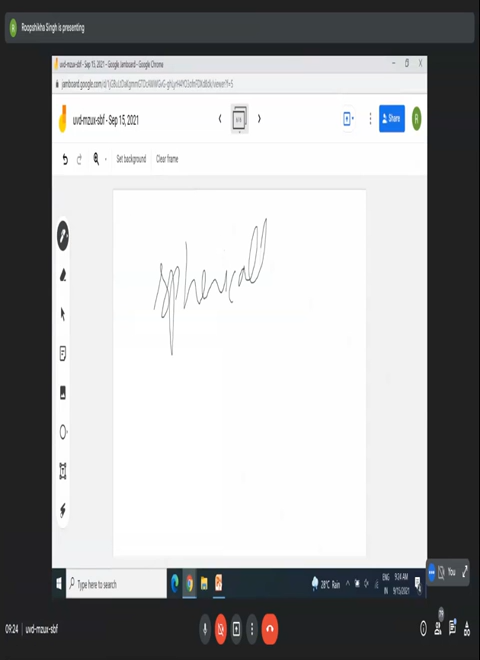 R Roopshikha Singh is presenting
uvd-mzux-sbf - Sep 15, 2021 - Google Jamboard - Google Chrome
uvd-mzux-sbf - Sep 15, 2021
Share
R
Set background
Clear frame
spherical
Type here to search
28°C Rain
ENG
IN
9:24 AM
9/15/2021
You
09:24 | uvd-mzux-sbf